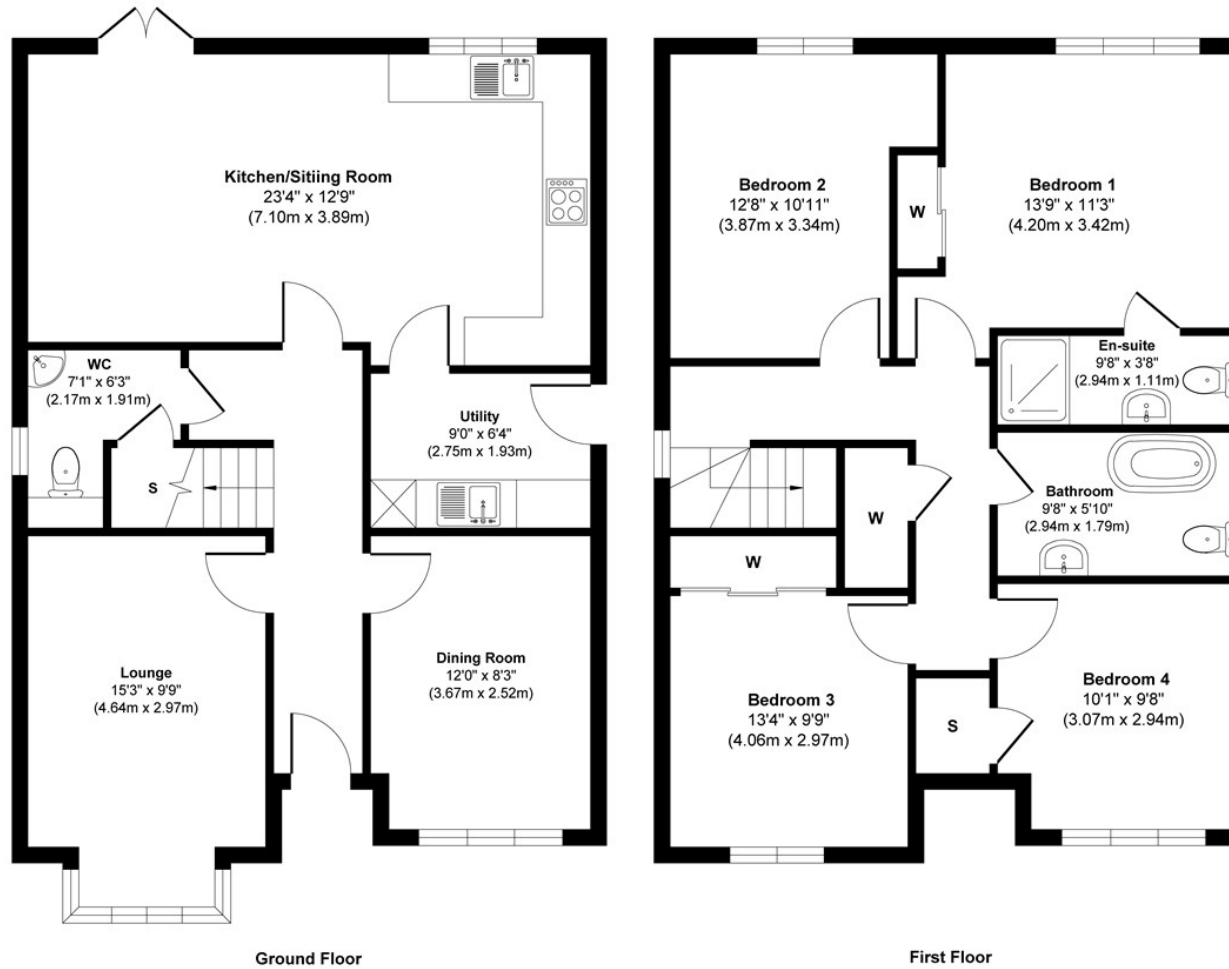 Kitchen/Sitiing Room
23'4" x 12'9"
(7.10m x 3.89m)
WC
7'1" x 6'3"
(2.17m x 1.91m)
Utility
9'0" x 6'4"
(2.75m x 1.93m)
S
Lounge
15'3" x 9'9"
(4.64m x 2.97m)
Dining Room
12'0" x 8'3"
(3.67m x 2.52m)
Ground Floor
Bedroom 2
12'8" x 10'11"
(3.87m x 3.34m)
W
Bedroom 1
13'9" x 11'3"
(4.20m x 3.42m)
En-suite
9'8" x 3'8"
(2.94m x 1.11m)
Bathroom
9'8" x 5'10"
(2.94m x 1.79m)
W
W
Bedroom 3
13'4" x 9'9"
(4.06m x 2.97m)
S
Bedroom 4
10'1" x 9'8"
(3.07m x 2.94m)
First Floor